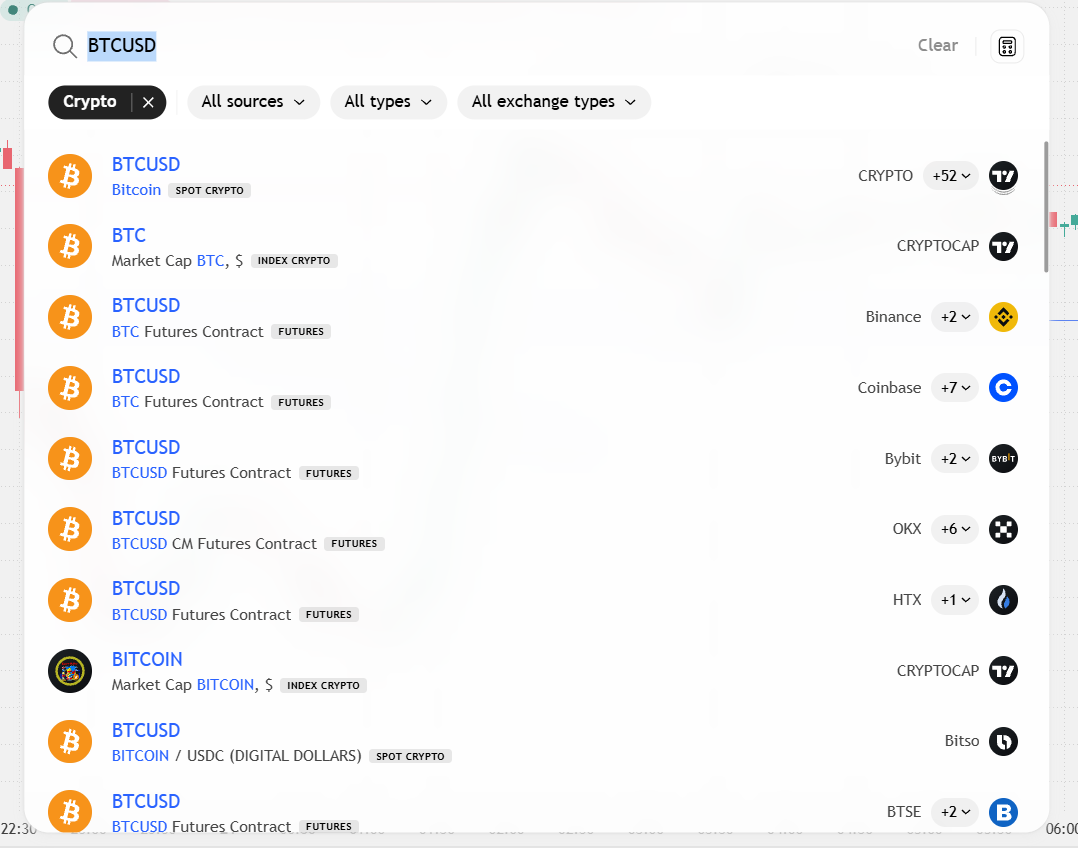 BTCUSD Clear
Crypto All sources All types All exchange types
BTCUSD
Bitcoin SPOT CRYPTO
CRYPTO +52
BTC
Market Cap BTC, $ INDEX CRYPTO
CRYPTOCAP
BTCUSD
BTC Futures Contract FUTURES
Binance +2
BTCUSD
BTC Futures Contract FUTURES
Coinbase +7
BTCUSD
BTCUSD Futures Contract FUTURES
Bybit +2 BYBIT
BTCUSD
BTCUSD CM Futures Contract FUTURES
OKX +6
BTCUSD
BTCUSD Futures Contract FUTURES
HTX +1
BITCOIN
Market Cap BITCOIN, $ INDEX CRYPTO
CRYPTOCAP
BTCUSD
BITCOIN / USDC (DIGITAL DOLLARS) SPOT CRYPTO
Bitso
BTCUSD
BTCUSD Futures Contract FUTURES
BTSE +2 B
22:30